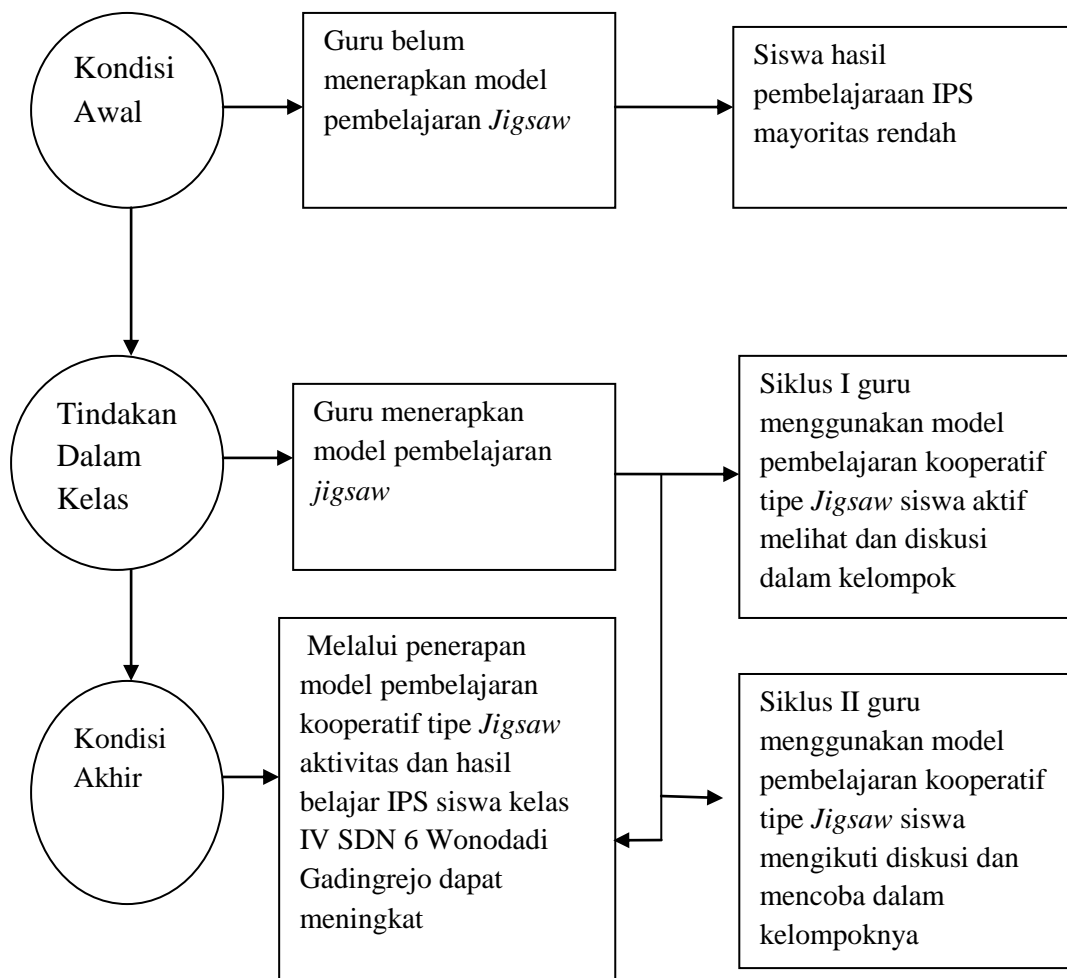 Kondisi
Awal
Guru belum
menerapkan model
pembelajaran Jigsaw
Siswa hasil
pembelajaraan IPS
mayoritas rendah
Tindakan
Dalam
Kelas
Guru menerapkan
model pembelajaran
jigsaw
Siklus I guru
menggunakan model
pembelajaran kooperatif
tipe Jigsaw siswa aktif
melihat dan diskusi
dalam kelompok
Kondisi
Akhir
Melalui penerapan
model pembelajaran
kooperatif tipe Jigsaw
aktivitas dan hasil
belajar IPS siswa kelas
IV SDN 6 Wonodadi
Gadingrejo dapat
meningkat
Siklus II guru
menggunakan model
pembelajaran kooperatif
tipe Jigsaw siswa
mengikuti diskusi dan
mencoba dalam
kelompoknya